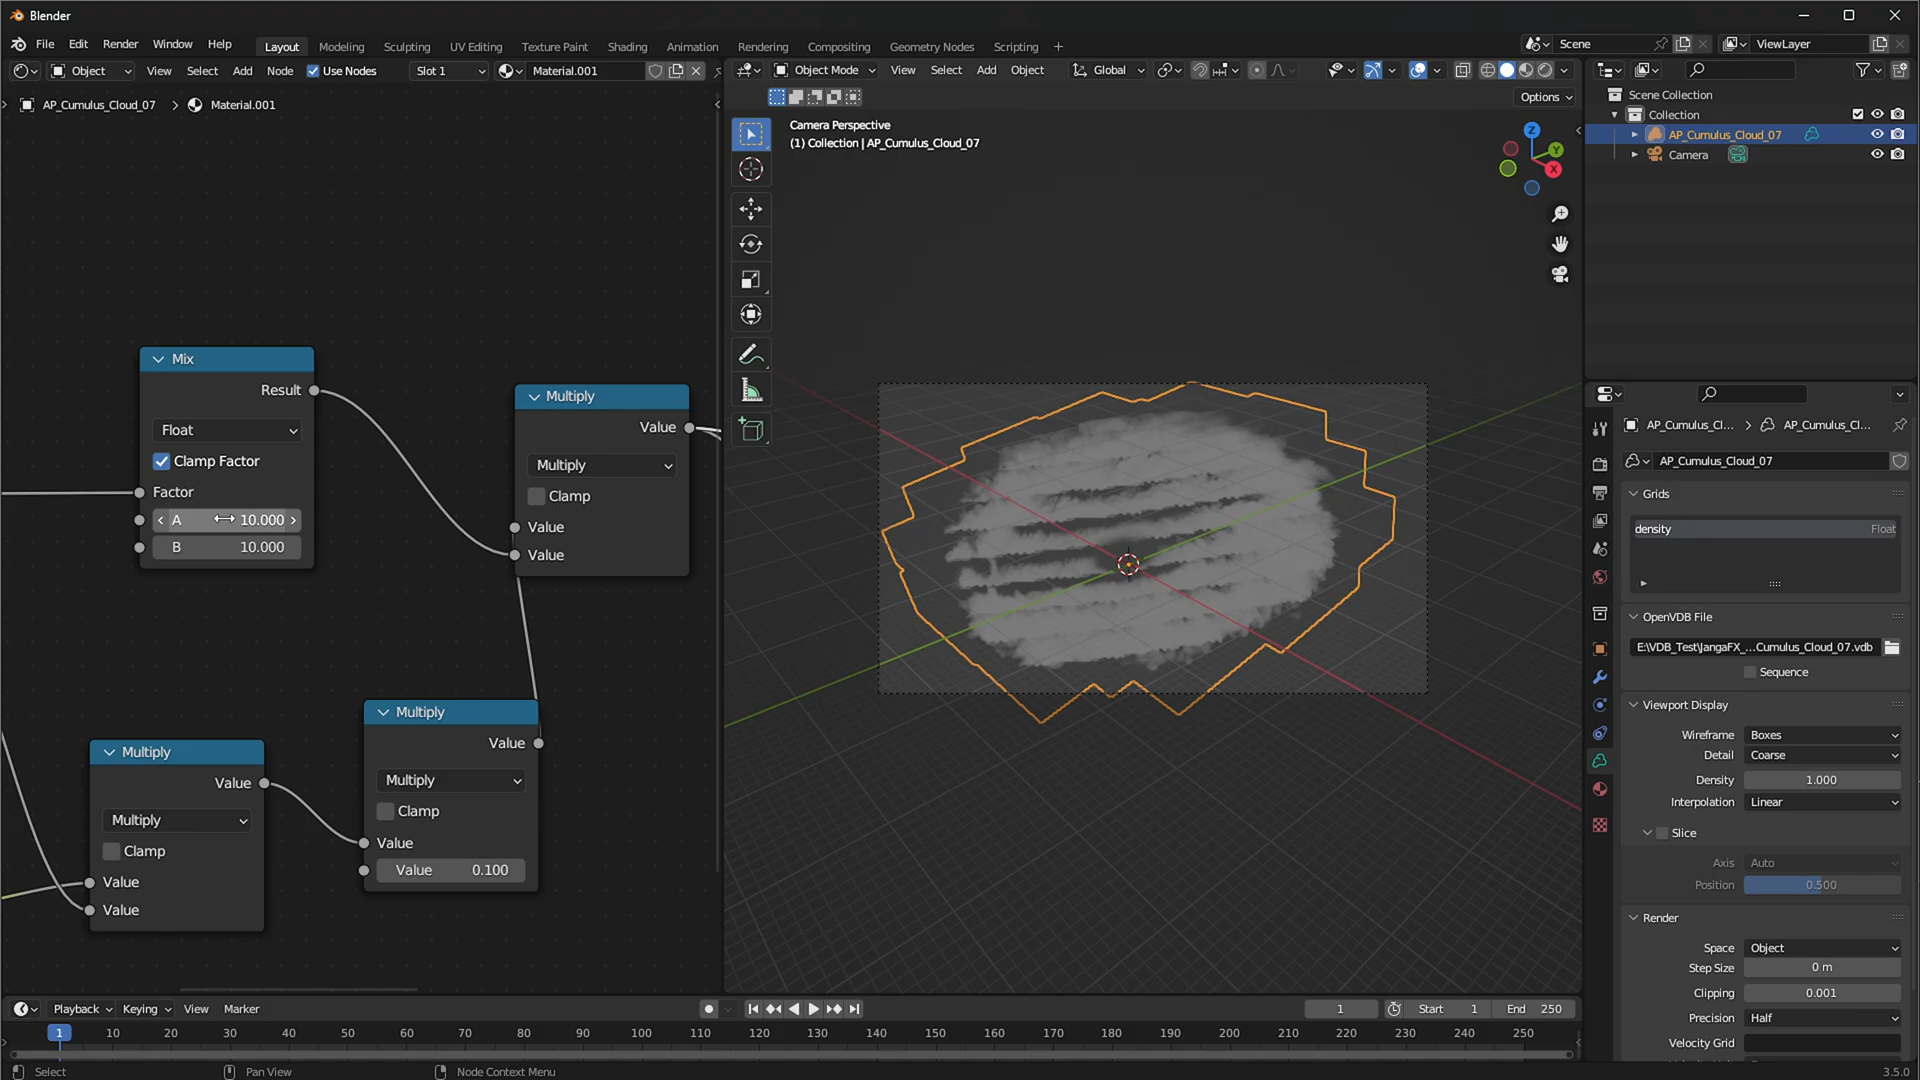 Blender
File Edit Render Window Help Layout Modeling Sculpting UV Editing Texture Paint Shading Animation Rendering Compositing Geometry Nodes Scripting + Scene ViewLayer
Object View Select Add Node Use Nodes Slot 1 Material.001 Object Mode View Select Add Object Global
Options
AP_Cumulus_Cloud_07 > Material.001
Camera Perspective
(1) Collection | AP_Cumulus_Cloud_07
Z
Y
X
Scene Collection
Collection
AP_Cumulus_Cloud_07
Camera
Mix
Result
Float
Clamp Factor
Factor
A 10.000
B 10.000
Multiply
Value
Multiply
Clamp
Value
Value
Multiply
Value
Multiply
Clamp
Value
Value 0.100
Multiply
Value
Multiply
Clamp
Value
Value
AP_Cumulus_Cl... > AP_Cumulus_Cl...
AP_Cumulus_Cloud_07
Grids
density Float
OpenVDB File
E:\VDB_Test\JangaFX_...Cumulus_Cloud_07.vdb
Sequence
Viewport Display
Wireframe Boxes
Detail Coarse
Density 1.000
Interpolation Linear
Slice
Axis Auto
Position 0.500
Render
Space Object
Step Size 0 m
Clipping 0.001
Precision Half
Velocity Grid
Playback Keying View Marker 1 Start 1 End 250
1 10 20 30 40 50 60 70 80 90 100 110 120 130 140 150 160 170 180 190 200 210 220 230 240 250
Select Pan View Node Context Menu 3.5.0